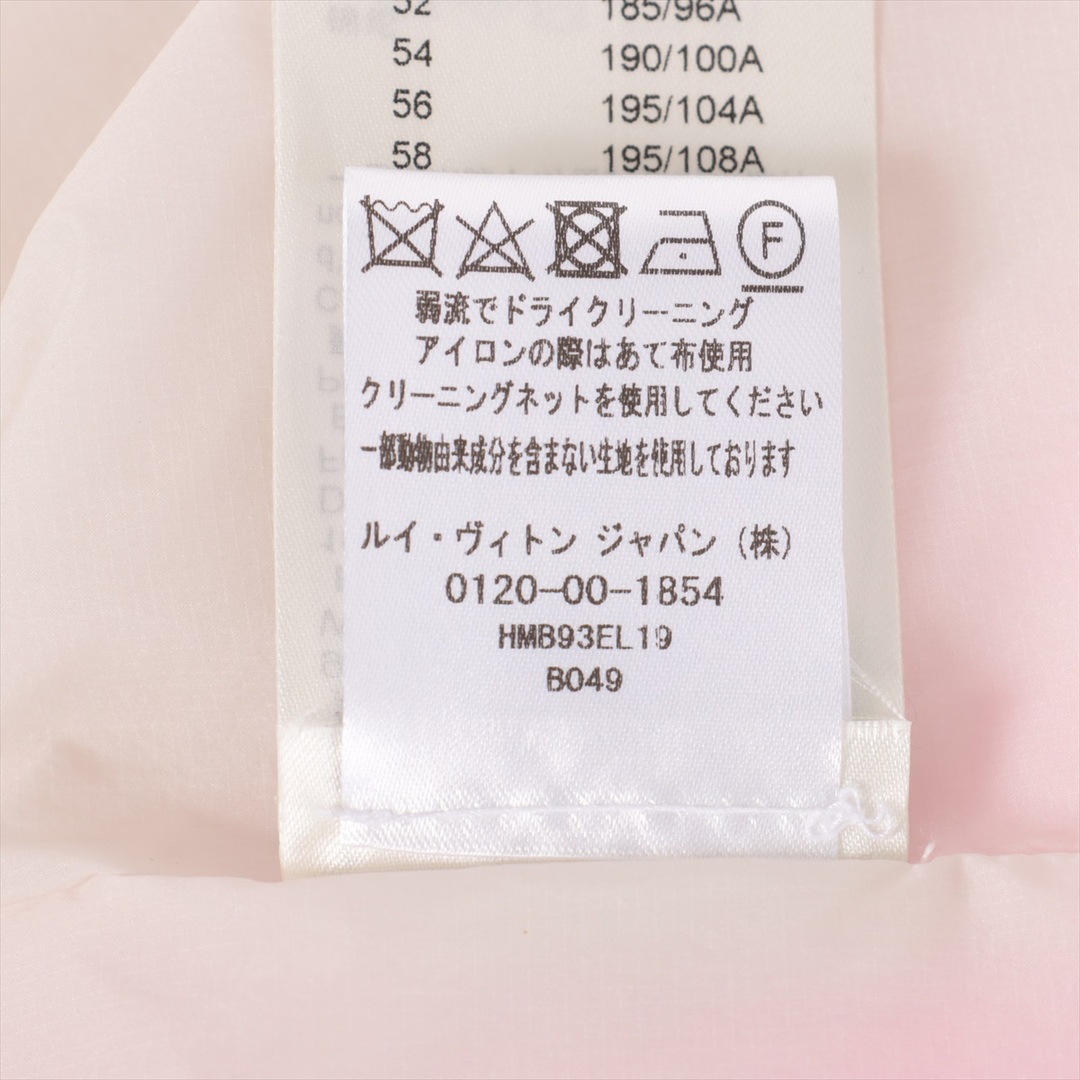 52 185/96A
54 190/100A
56 195/104A
58 195/108A
F
弱流でドライクリーニング
アイロンの際はあて布使用
クリーニングネットを使用してください
一部動物由来成分を含まない生地を使用しております
ルイ・ヴィトン ジャパン (株)
0120-00-1854
HMB93EL19
B049